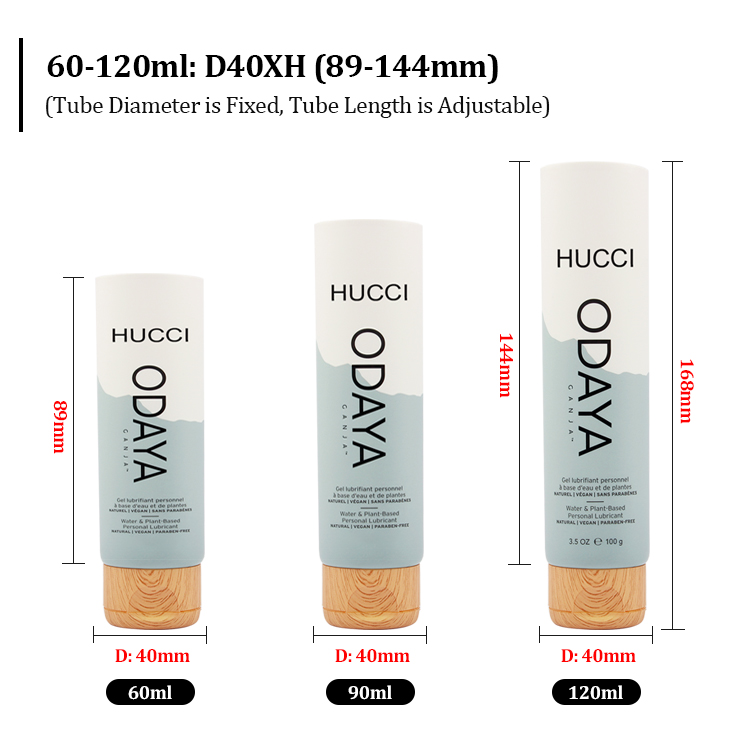 60-120ml: D40XH (89-144mm)
(Tube Diameter is Fixed, Tube Length is Adjustable)
89mm
HUCCI
ODAYA
GANJA™
Gel lubrifiant personnel
à base d'eau et de plantes
NATUREL | VÉGAN | SANS PARABÈNES
Water & Plant-Based
Personal Lubricant
NATURAL | VEGAN | PARABEN-FREE
D: 40mm
60ml
HUCCI
ODAYA
GANJA™
Gel lubrifiant personnel
à base d'eau et de plantes
NATUREL | VÉGAN | SANS PARABÈNES
Water & Plant-Based
Personal Lubricant
NATURAL | VEGAN | PARABEN-FREE
D: 40mm
90ml
144mm
HUCCI
ODAYA
GANJA™
Gel lubrifiant personnel
à base d'eau et de plantes
NATUREL | VÉGAN | SANS PARABÈNES
Water & Plant-Based
Personal Lubricant
NATURAL | VEGAN | PARABEN-FREE
3.5 OZ ℮ 100 g
168mm
D: 40mm
120ml